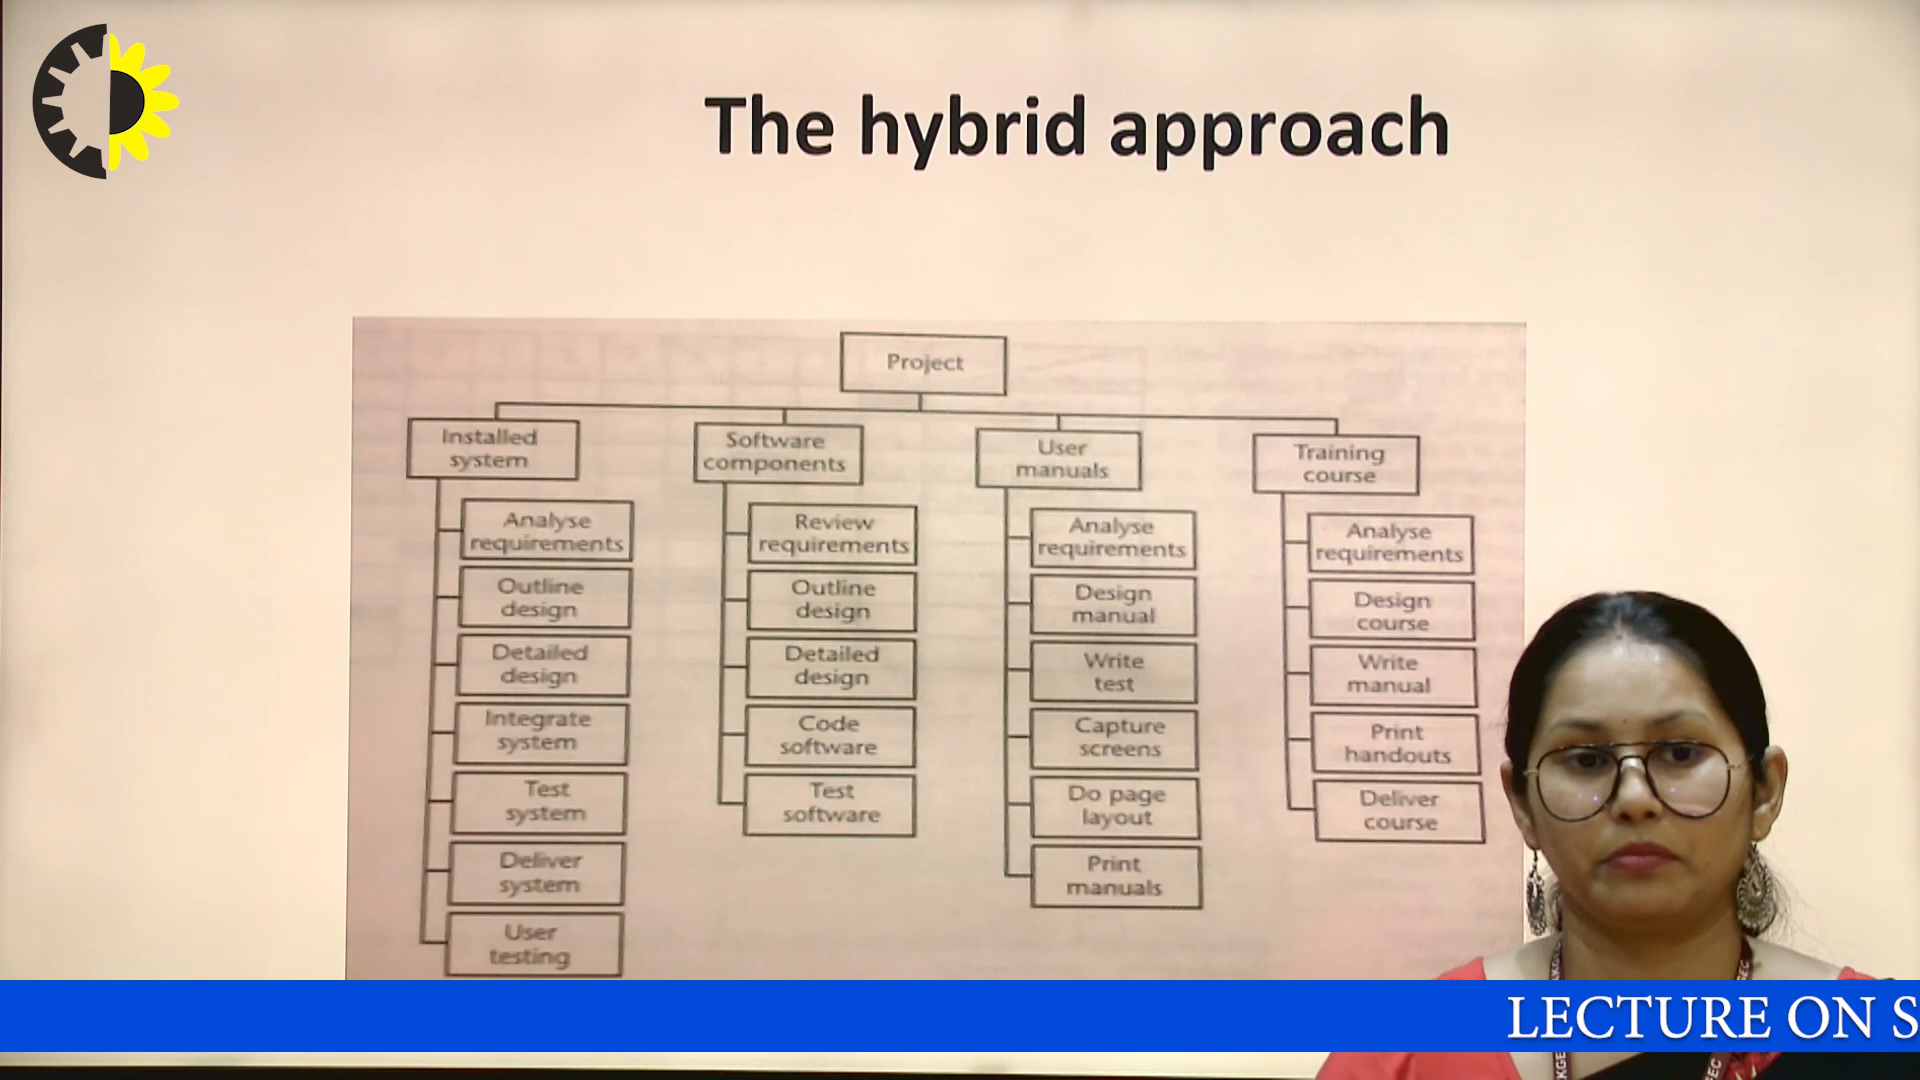 The hybrid approach
Project
Installed
system
Analyse
requirements
Outline
design
Detailed
design
Integrate
system
Test
system
Deliver
system
User
testing
Software
components
Review
requirements
Outline
design
Detailed
design
Code
software
Test
software
User
manuals
Analyse
requirements
Design
manual
Write
test
Capture
screens
Do page
layout
Print
manuals
Training
course
Analyse
requirements
Design
course
Write
manual
Print
handouts
Deliver
course
LECTURE ON S